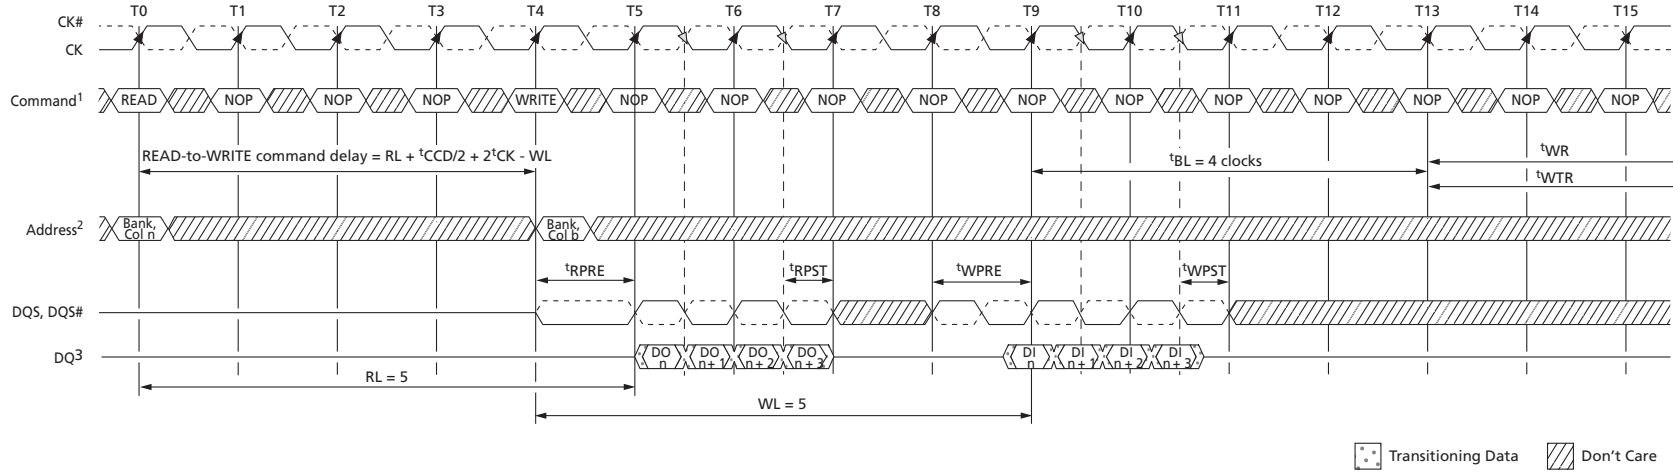 T0 T1 T2 T3 T4 T5 T6 T7 T8 T9 T10 T11 T12 T13 T14 T15
CK#
CK
Command1 READ NOP NOP NOP WRITE NOP NOP NOP NOP NOP NOP NOP NOP NOP NOP NOP
READ-to-WRITE command delay = RL + tCCD/2 + 2tCK - WL
tBL = 4 clocks
tWR
tWTR
Address2 Bank, Col n Bank, Col b
tRPRE tRPST tWPRE tWPST
DQS, DQS#
DQ3 DO n DO n + 1 DO n + 2 DO n + 3 DI n DI n + 1 DI n + 2 DI n + 3
RL = 5
WL = 5
Transitioning Data Don't Care